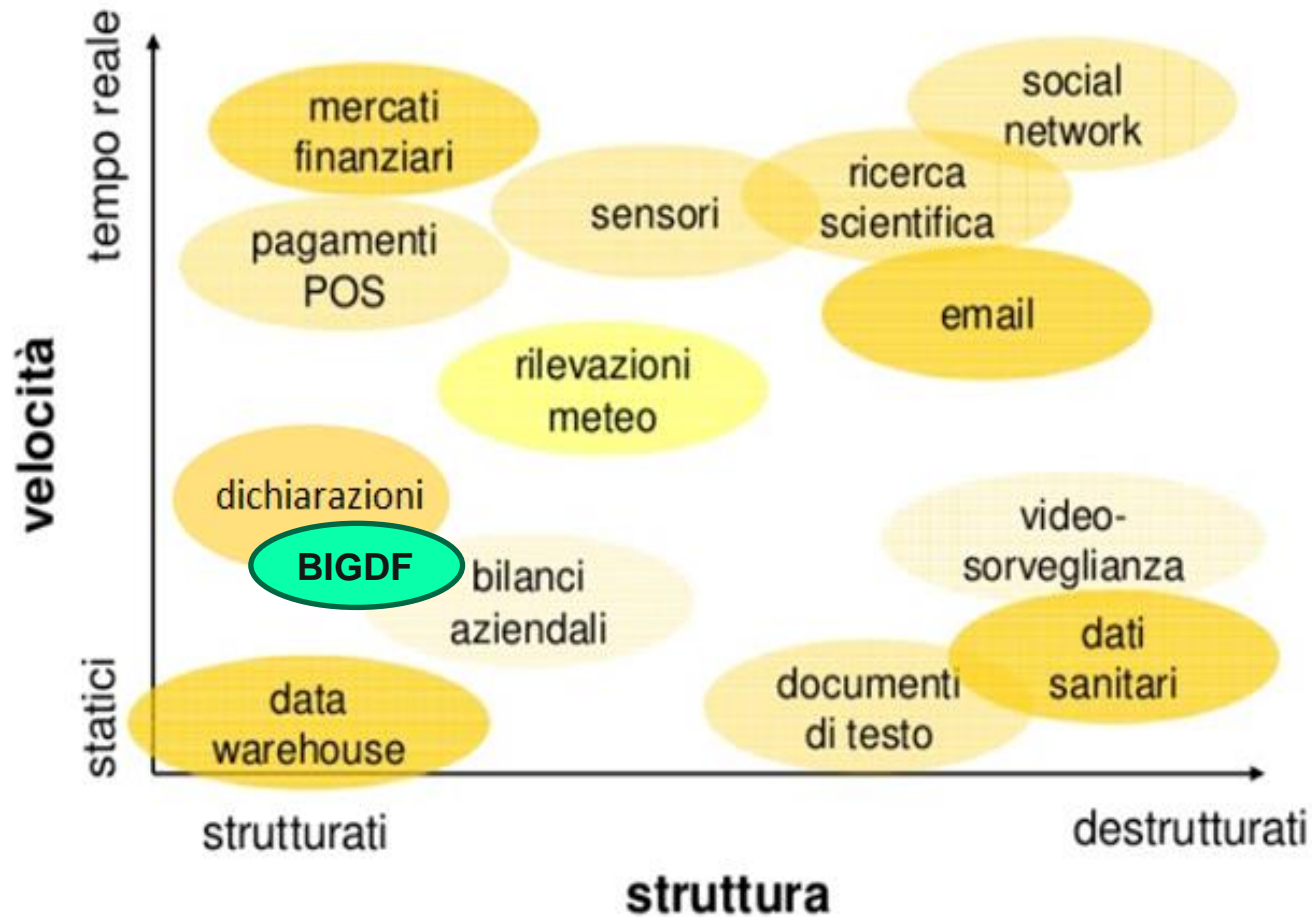 tempo reale
velocità
statici
mercati
finanziari
social
network
sensori
ricerca
scientifica
pagamenti
POS
email
rilevazioni
meteo
dichiarazioni
BIGDF
bilanci
aziendali
video-
sorveglianza
dati
sanitari
documenti
di testo
data
warehouse
strutturati
destrutturati
struttura